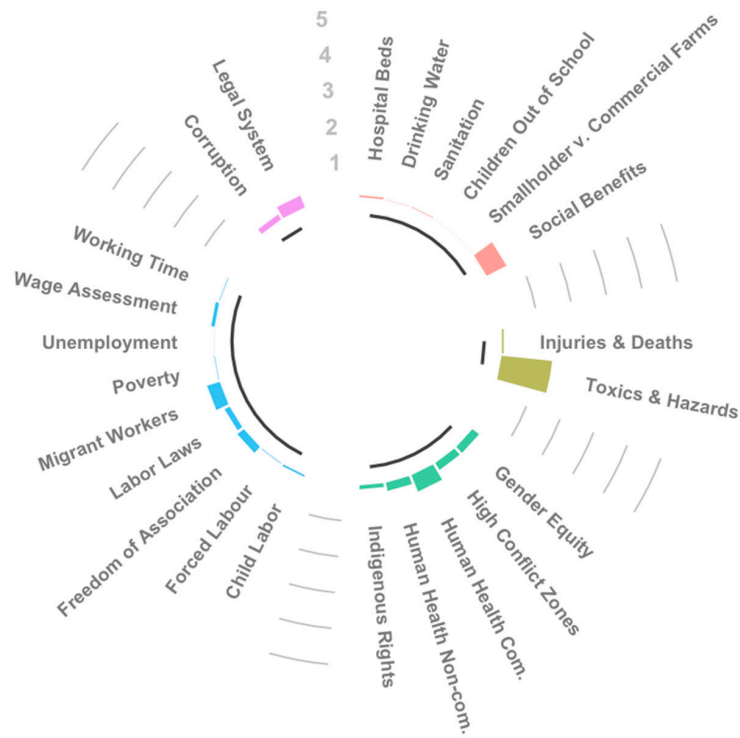 5
4
3
2
1
Hospital Beds
Drinking Water
Sanitation
Children Out of School
Smallholder v. Commercial Farms
Social Benefits
Injuries & Deaths
Toxics & Hazards
Gender Equity
High Conflict Zones
Human Health Com.
Human Health Non-com.
Indigenous Rights
Child Labor
Forced Labour
Freedom of Association
Labor Laws
Migrant Workers
Poverty
Unemployment
Wage Assessment
Working Time
Corruption
Legal System